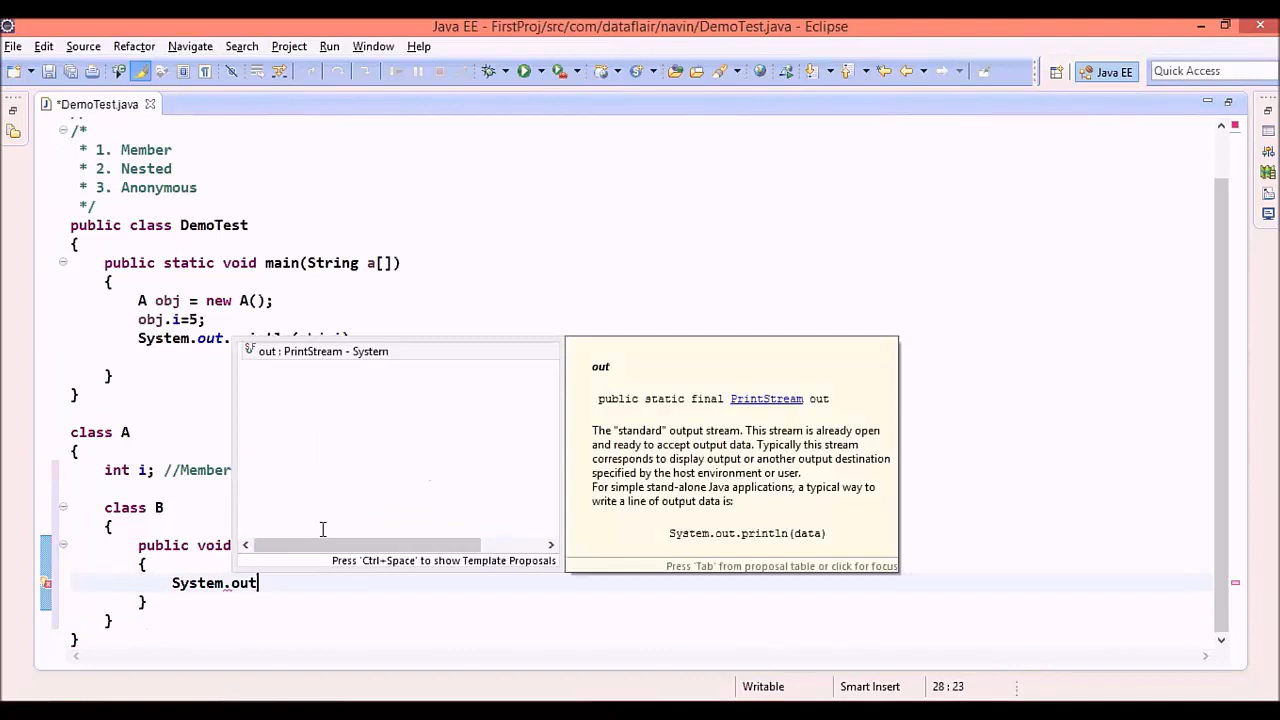 Java EE - FirstProj/src/com/dataflair/navin/DemoTest.java - Eclipse
File Edit Source Refactor Navigate Search Project Run Window Help
Java EE
Quick Access
*DemoTest.java
/*
* 1. Member
* 2. Nested
* 3. Anonymous
*/
public class DemoTest
{
public static void main(String a[])
{
A obj = new A();
obj.i=5;
System.out.
}
}
class A
{
int i; //Member
class B
{
public void
{
System.out
}
}
}
out : PrintStream - System
Press 'Ctrl+Space' to show Template Proposals
out
public static final PrintStream out
The "standard" output stream. This stream is already open
and ready to accept output data. Typically this stream
corresponds to display output or another output destination
specified by the host environment or user.
For simple stand-alone Java applications, a typical way to
write a line of output data is:
System.out.println(data)
Press 'Tab' from proposal table or click for focus
Writable
Smart Insert
28 : 23